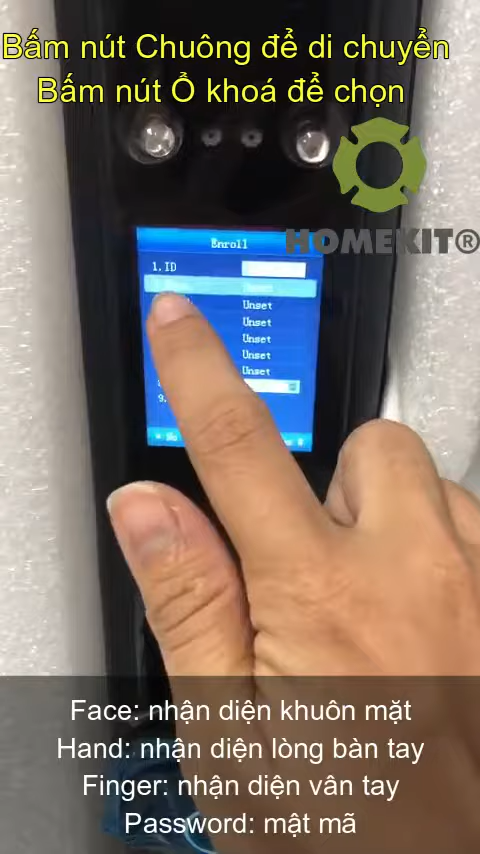 Bấm nút Chuông để di chuyển
Bấm nút Ổ khoá để chọn
HOMEKIT®
Enroll
1.ID
Unset
Unset
Unset
Unset
Unset
Unset
9.
Face: nhận diện khuôn mặt
Hand: nhận diện lòng bàn tay
Finger: nhận diện vân tay
Password: mật mã